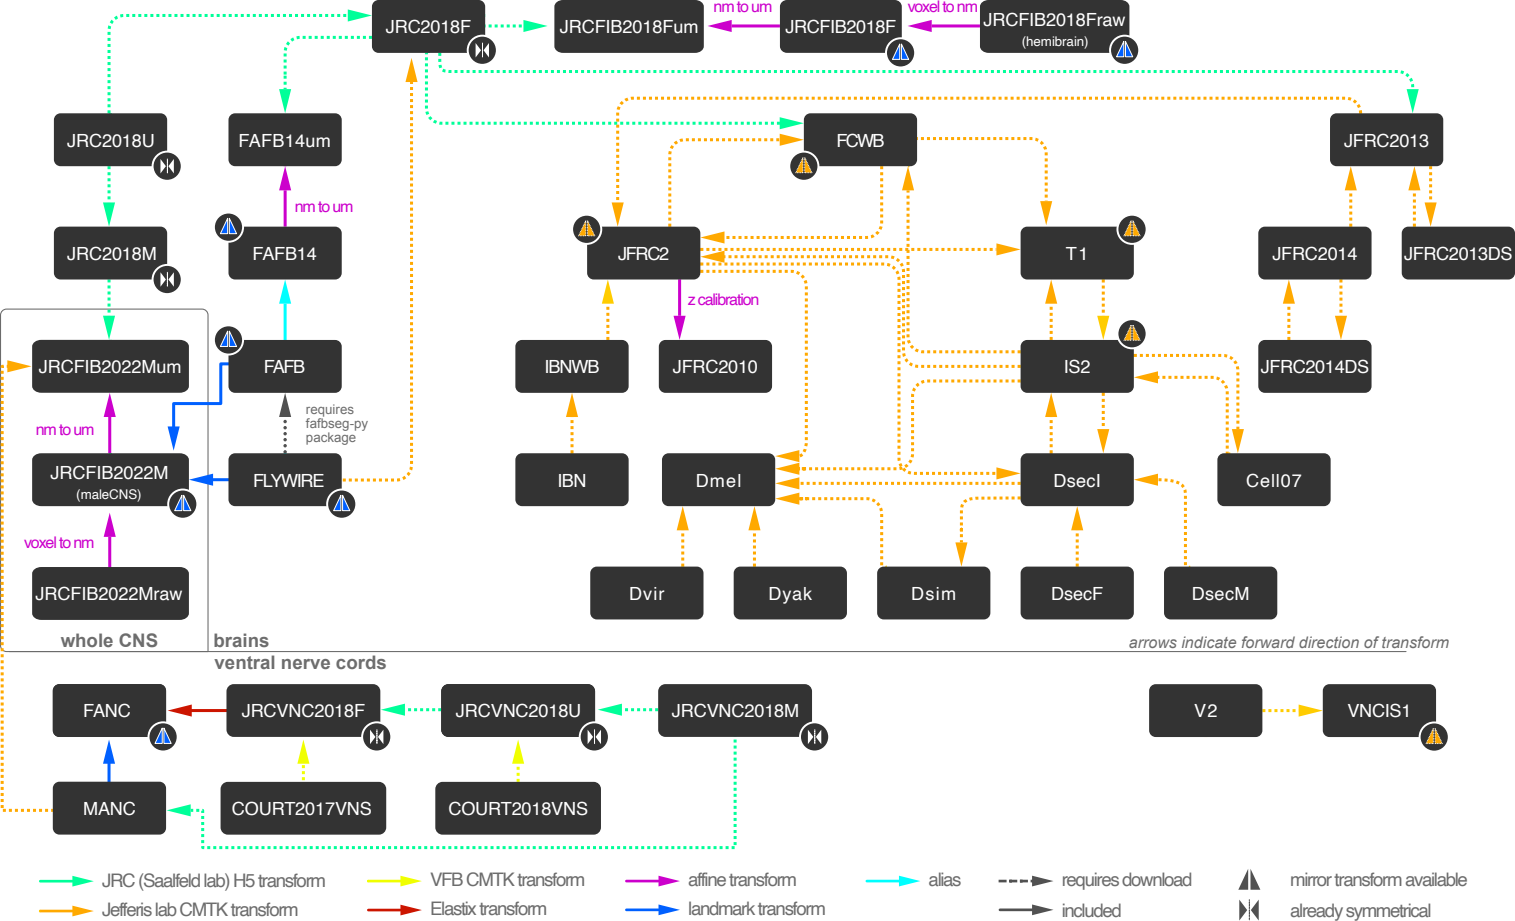 nm to um
voxel to nm
JRC2018F
JRCFIB2018Fum
JRCFIB2018F
JRCFIB2018Fraw
(hemibrain)
JRC2018U
FAFB14um
FCWB
JFRC2013
nm to um
JRC2018M
FAFB14
JFRC2
T1
JFRC2014
JFRC2013DS
z calibration
JRCFIB2022Mum
FAFB
IBNWB
JFRC2010
IS2
JFRC2014DS
requires
fafbseg-py
package
nm to um
JRCFIB2022M
(maleCNS)
FLYWIRE
IBN
Dmel
DsecI
Cell07
voxel to nm
JRCFIB2022Mraw
Dvir
Dyak
Dsim
DsecF
DsecM
whole CNS
brains
arrows indicate forward direction of transform
ventral nerve cords
FANC
JRCVNC2018F
JRCVNC2018U
JRCVNC2018M
V2
VNCIS1
MANC
COURT2017VNS
COURT2018VNS
JRC (Saalfeld lab) H5 transform
VFB CMTK transform
affine transform
alias
requires download
mirror transform available
Jefferis lab CMTK transform
Elastix transform
landmark transform
included
already symmetrical